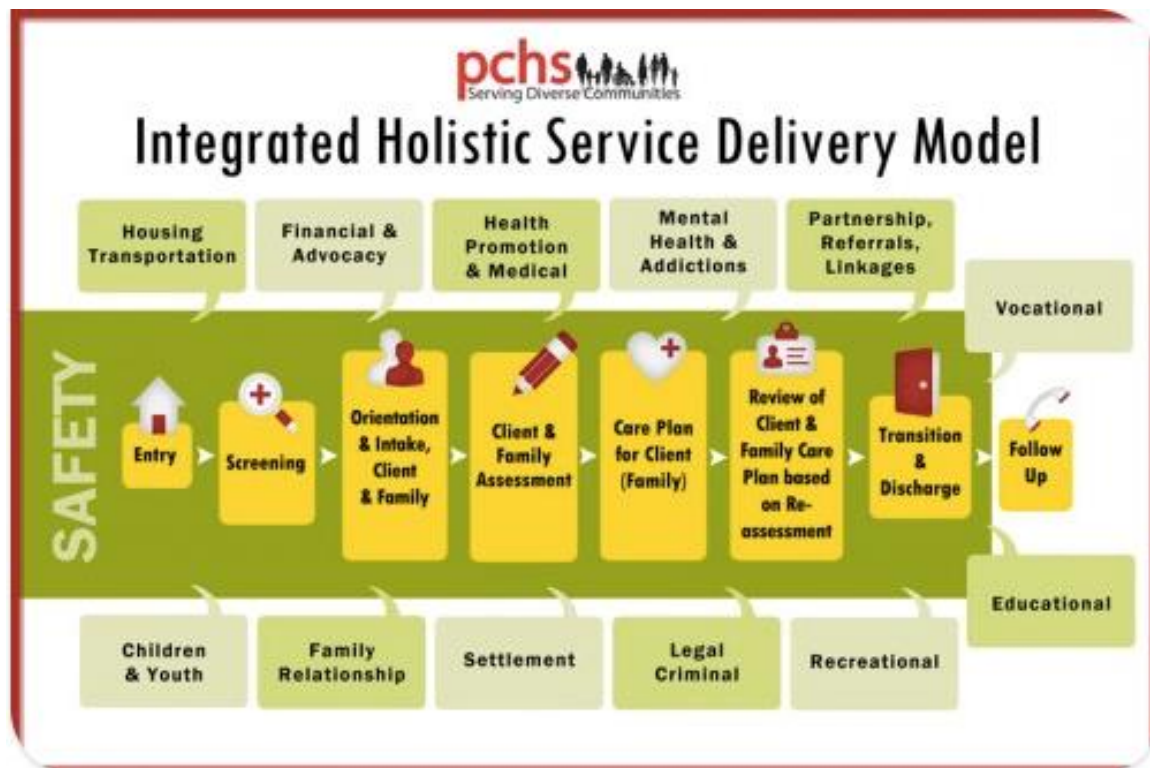 pchs
Serving Diverse Communities
Integrated Holistic Service Delivery Model
Housing
Transportation
Financial &
Advocacy
Health
Promotion
& Medical
Mental
Health &
Addictions
Partnership,
Referrals,
Linkages
Vocational
SAFETY
Entry
Screening
Orientation
& Intake,
Client
& Family
Client &
Family
Assessment
Care Plan
for Client
(Family)
Review of
Client &
Family Care
Plan based
on Re-
assessment
Transition
&
Discharge
Follow
Up
Children
& Youth
Family
Relationship
Settlement
Legal
Criminal
Recreational
Educational